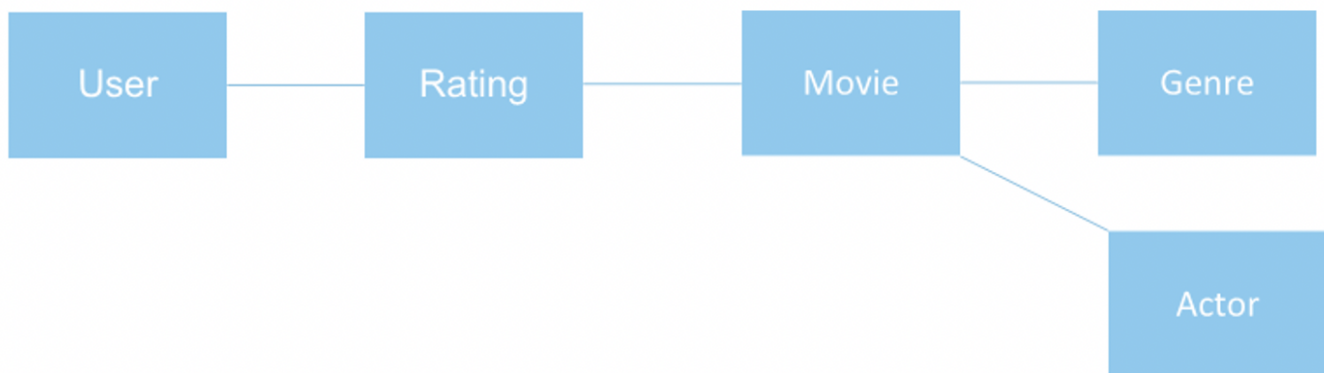 User
Rating
Movie
Genre
Actor